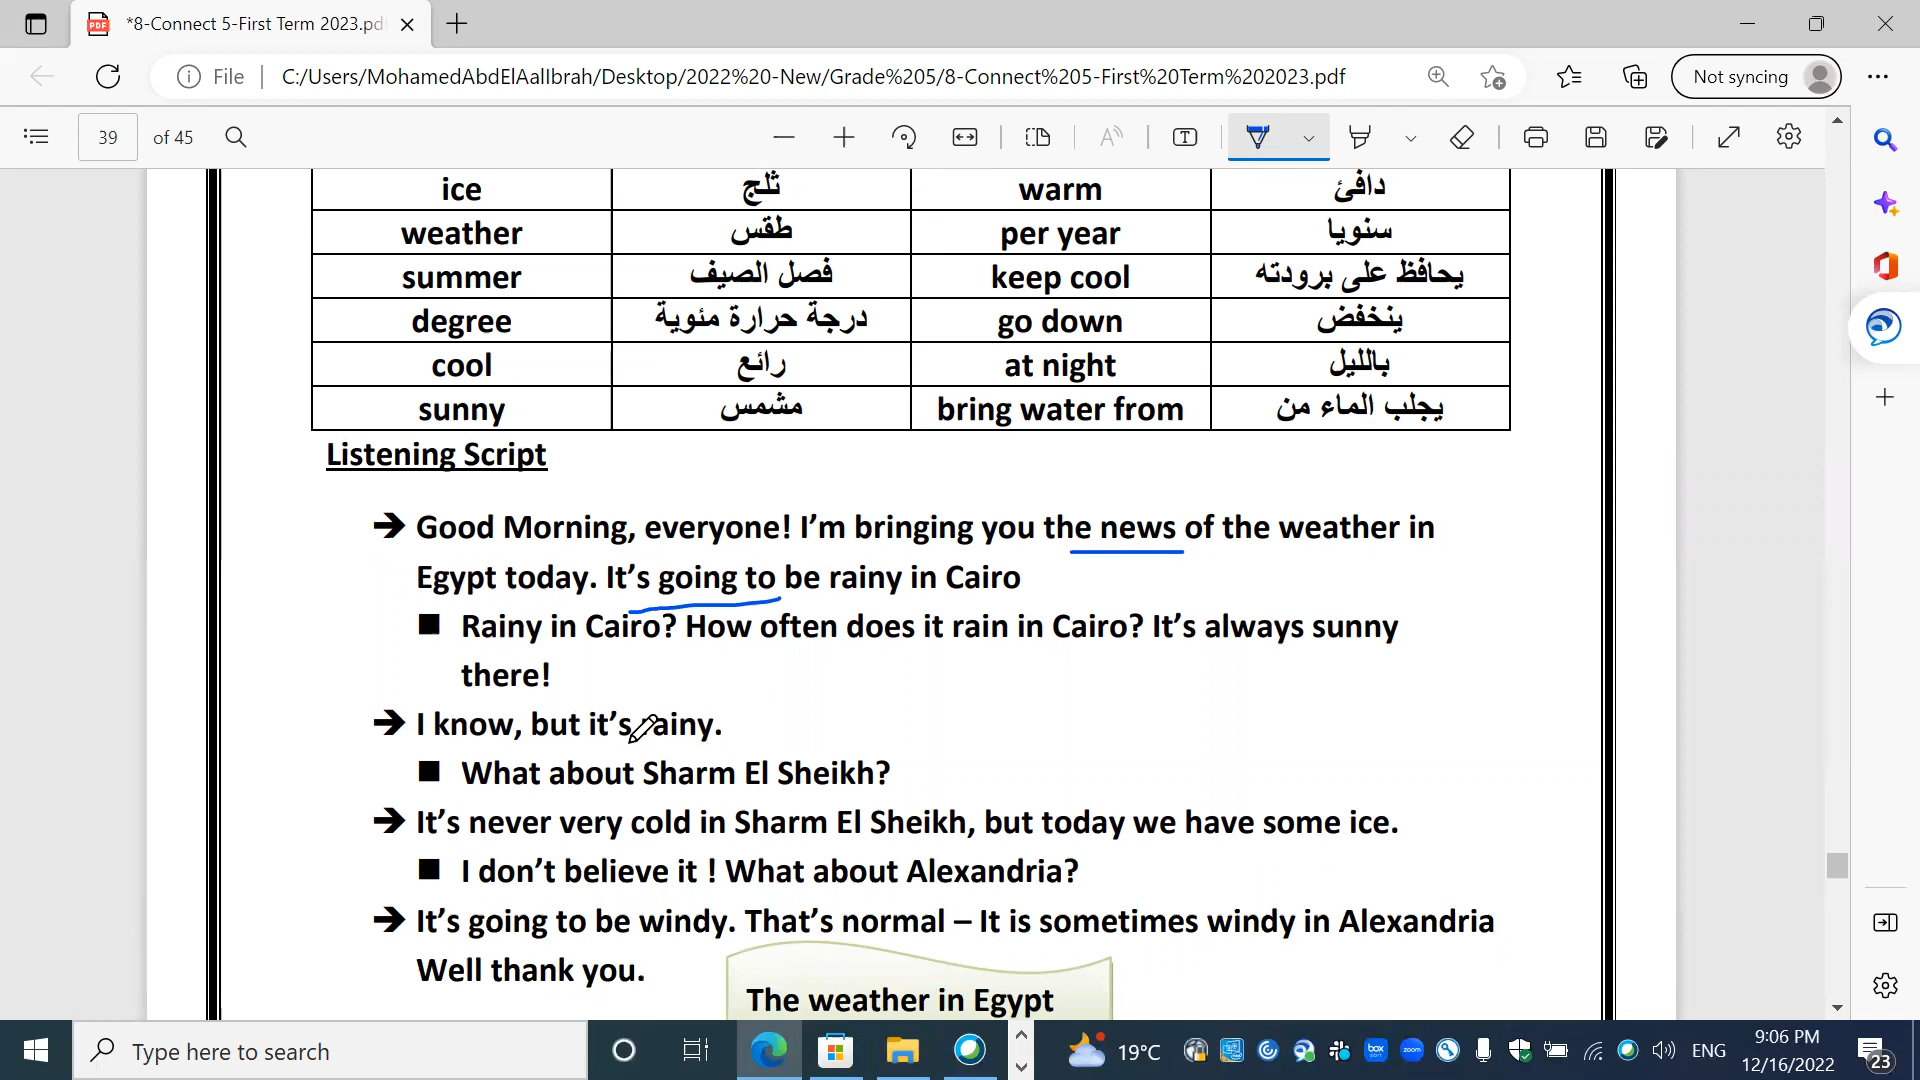 *8-Connect 5-First Term 2023.pdf
File
C:/Users/MohamedAbdElAalIbrah/Desktop/2022%20-New/Grade%205/8-Connect%205-First%20Term%202023.pdf
Not syncing
39 of 45
ice ثلج warm دافئ
weather طقس per year سنويا
summer فصل الصيف keep cool يحافظ على برودته
degree درجة حرارة مئوية go down ينخفض
cool رائع at night بالليل
sunny مشمس bring water from يجلب الماء من
Listening Script
➔ Good Morning, everyone! I’m bringing you the news of the weather in
Egypt today. It’s going to be rainy in Cairo
■ Rainy in Cairo? How often does it rain in Cairo? It’s always sunny
there!
➔ I know, but it’s rainy.
■ What about Sharm El Sheikh?
➔ It’s never very cold in Sharm El Sheikh, but today we have some ice.
■ I don’t believe it ! What about Alexandria?
➔ It’s going to be windy. That’s normal – It is sometimes windy in Alexandria
Well thank you.
The weather in Egypt
Type here to search
19°C
ENG
9:06 PM
12/16/2022
23